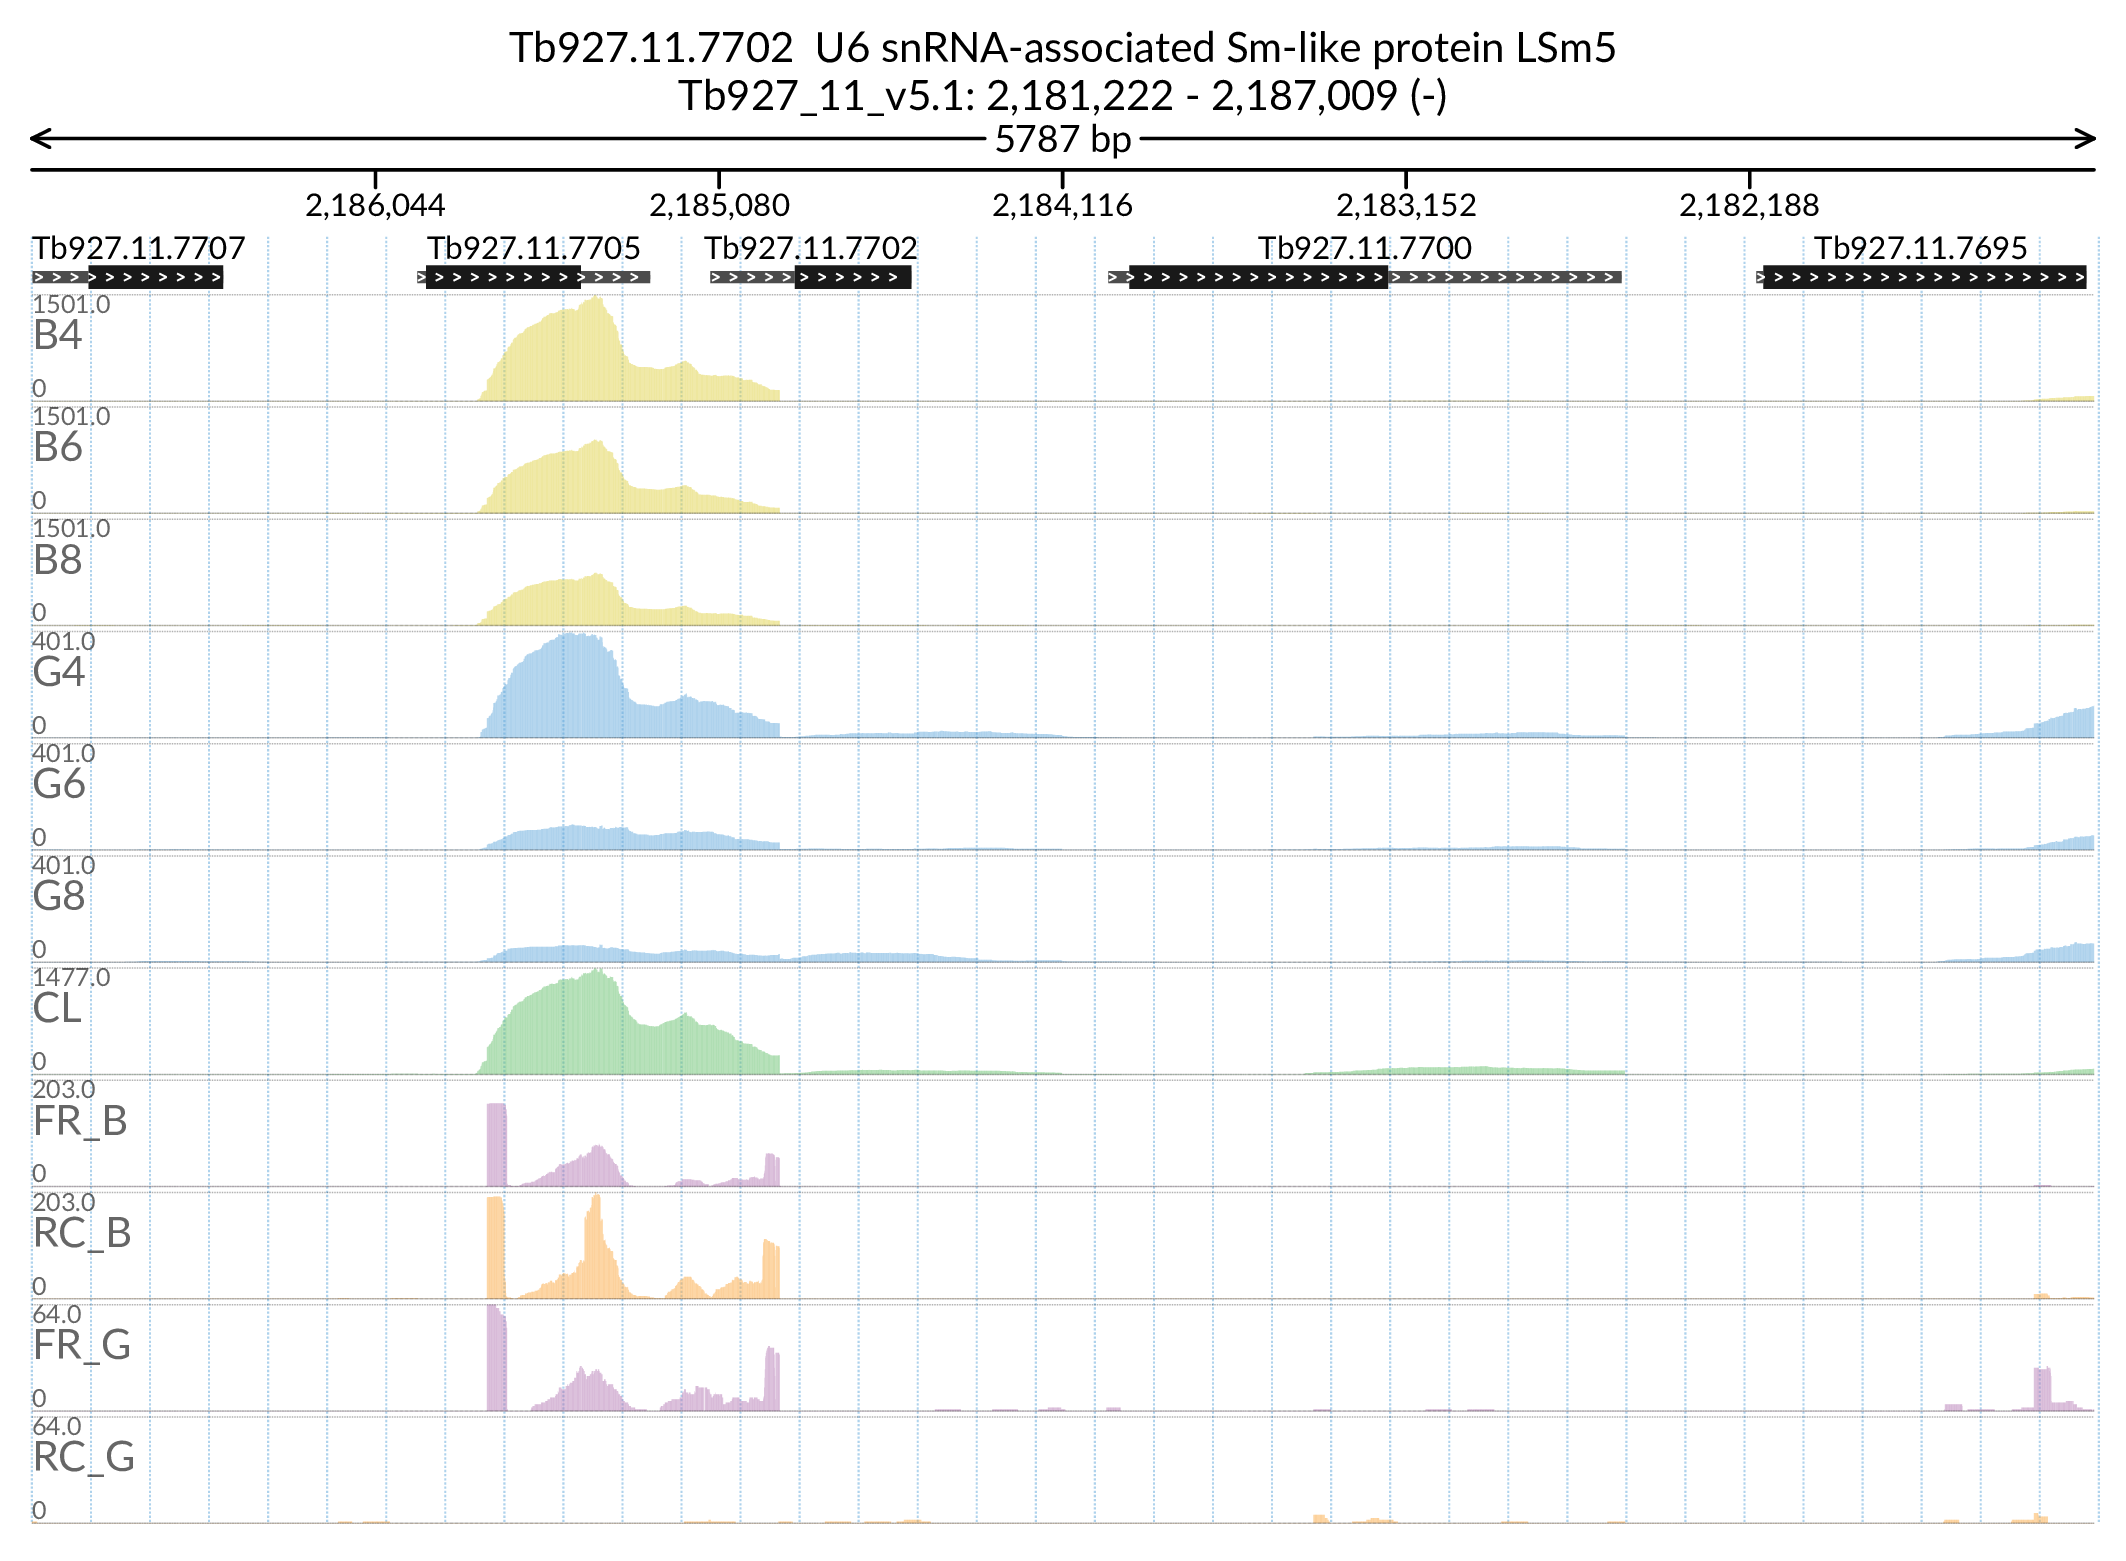 Tb927.11.7702 U6 snRNA-associated Sm-like protein LSm5
Tb927_11_v5.1: 2,181,222 - 2,187,009 (-)
5787 bp
2,186,044 2,185,080 2,184,116 2,183,152 2,182,188
Tb927.11.7707 Tb927.11.7705 Tb927.11.7702 Tb927.11.7700 Tb927.11.7695
1501.0
B4
0
1501.0
B6
0
1501.0
B8
0
401.0
G4
0
401.0
G6
0
401.0
G8
0
1477.0
CL
0
203.0
FR_B
0
203.0
RC_B
0
64.0
FR_G
0
64.0
RC_G
0